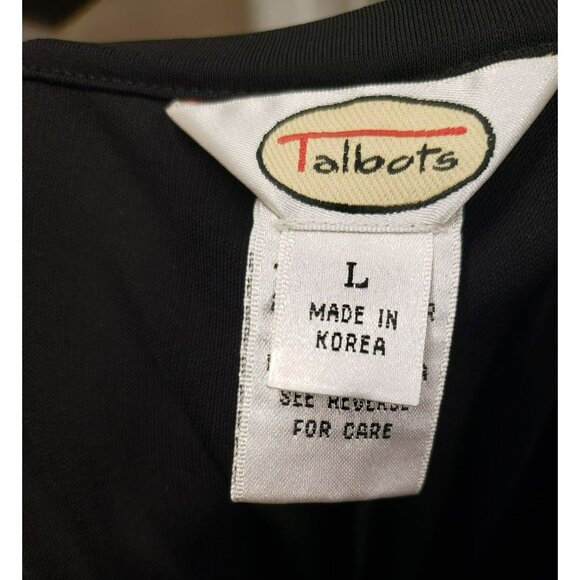 Talbots
L
MADE IN
KOREA
SEE REVERSE
FOR CARE